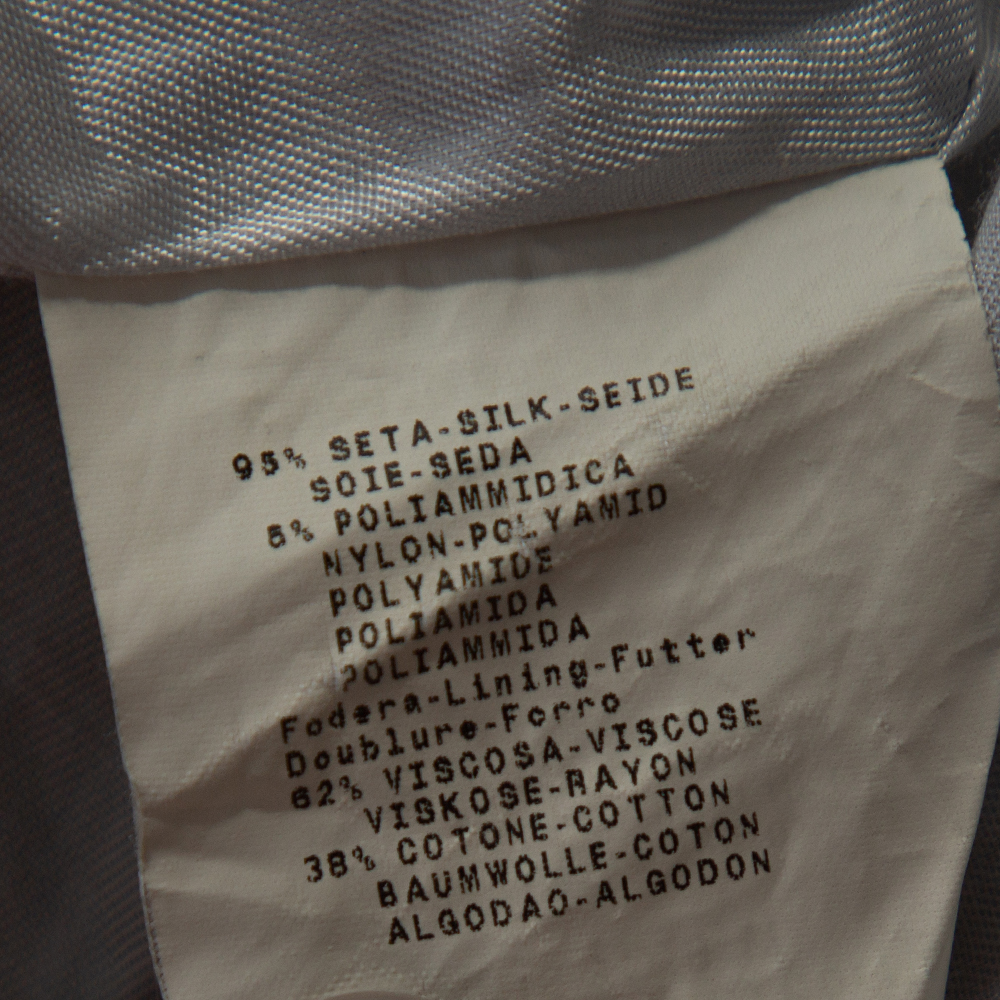 95% SETA-SILK-SEIDE
SOIE-SEDA
5% POLIAMMIDICA
NYLON-POLYAMID
POLYAMIDE
POLIAMIDA
POLIAMMIDA
Fodera-Lining-Futter
Doublure-Forro
62% VISCOSA-VISCOSE
VISKOSE-RAYON
38% COTONE-COTTON
BAUMWOLLE-COTON
ALGODAO-ALGODON